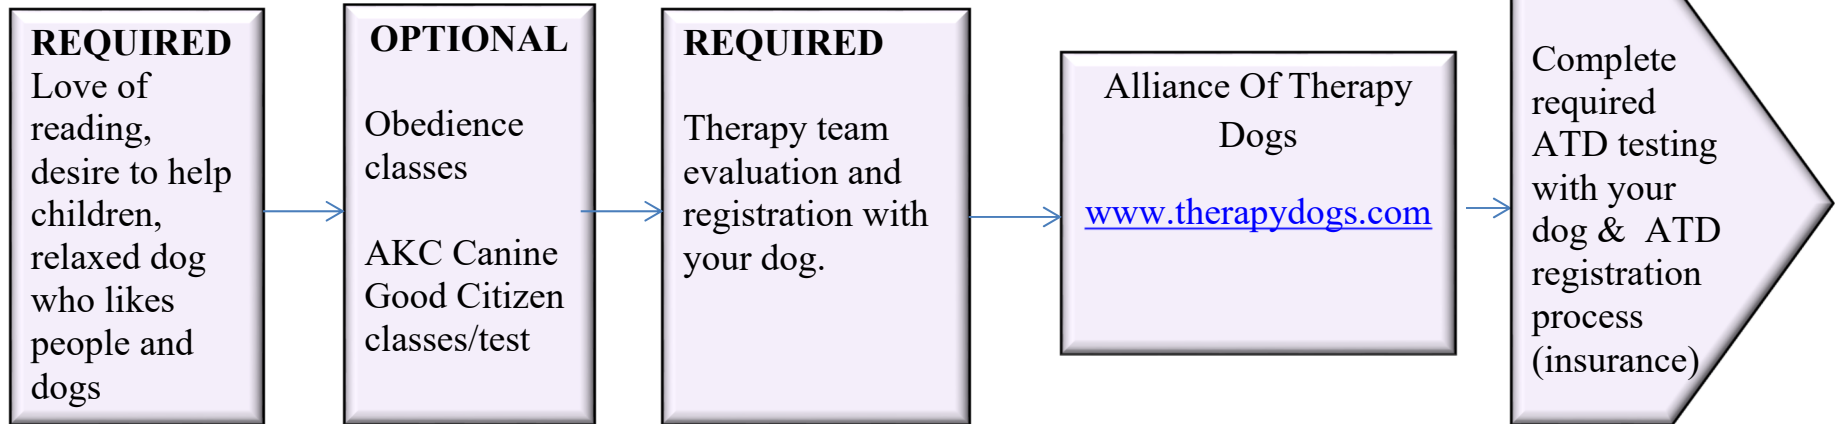 REQUIRED
Love of
reading,
desire to help
children,
relaxed dog
who likes
people and
dogs
OPTIONAL
Obedience
classes
AKC Canine
Good Citizen
classes/test
REQUIRED
Therapy team
evaluation and
registration with
your dog.
Alliance Of Therapy
Dogs
www.therapydogs.com
Complete
required
ATD testing
with your
dog & ATD
registration
process
(insurance)